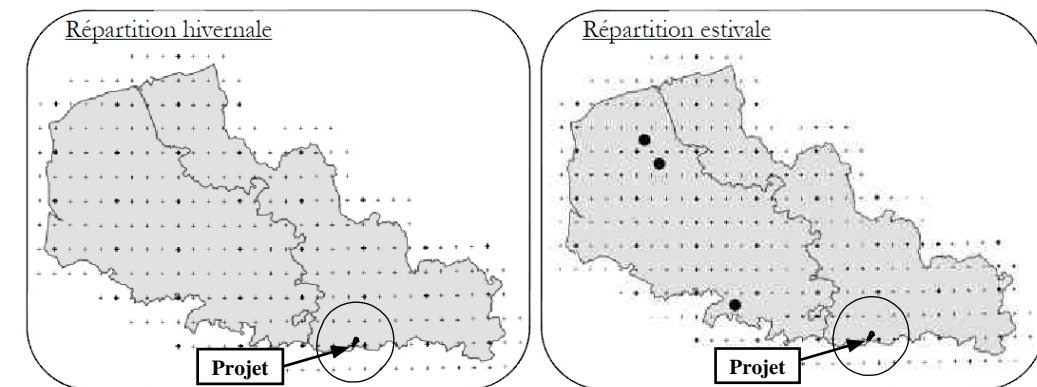 Répartition hivernale
Répartition estivale
Projet
Projet